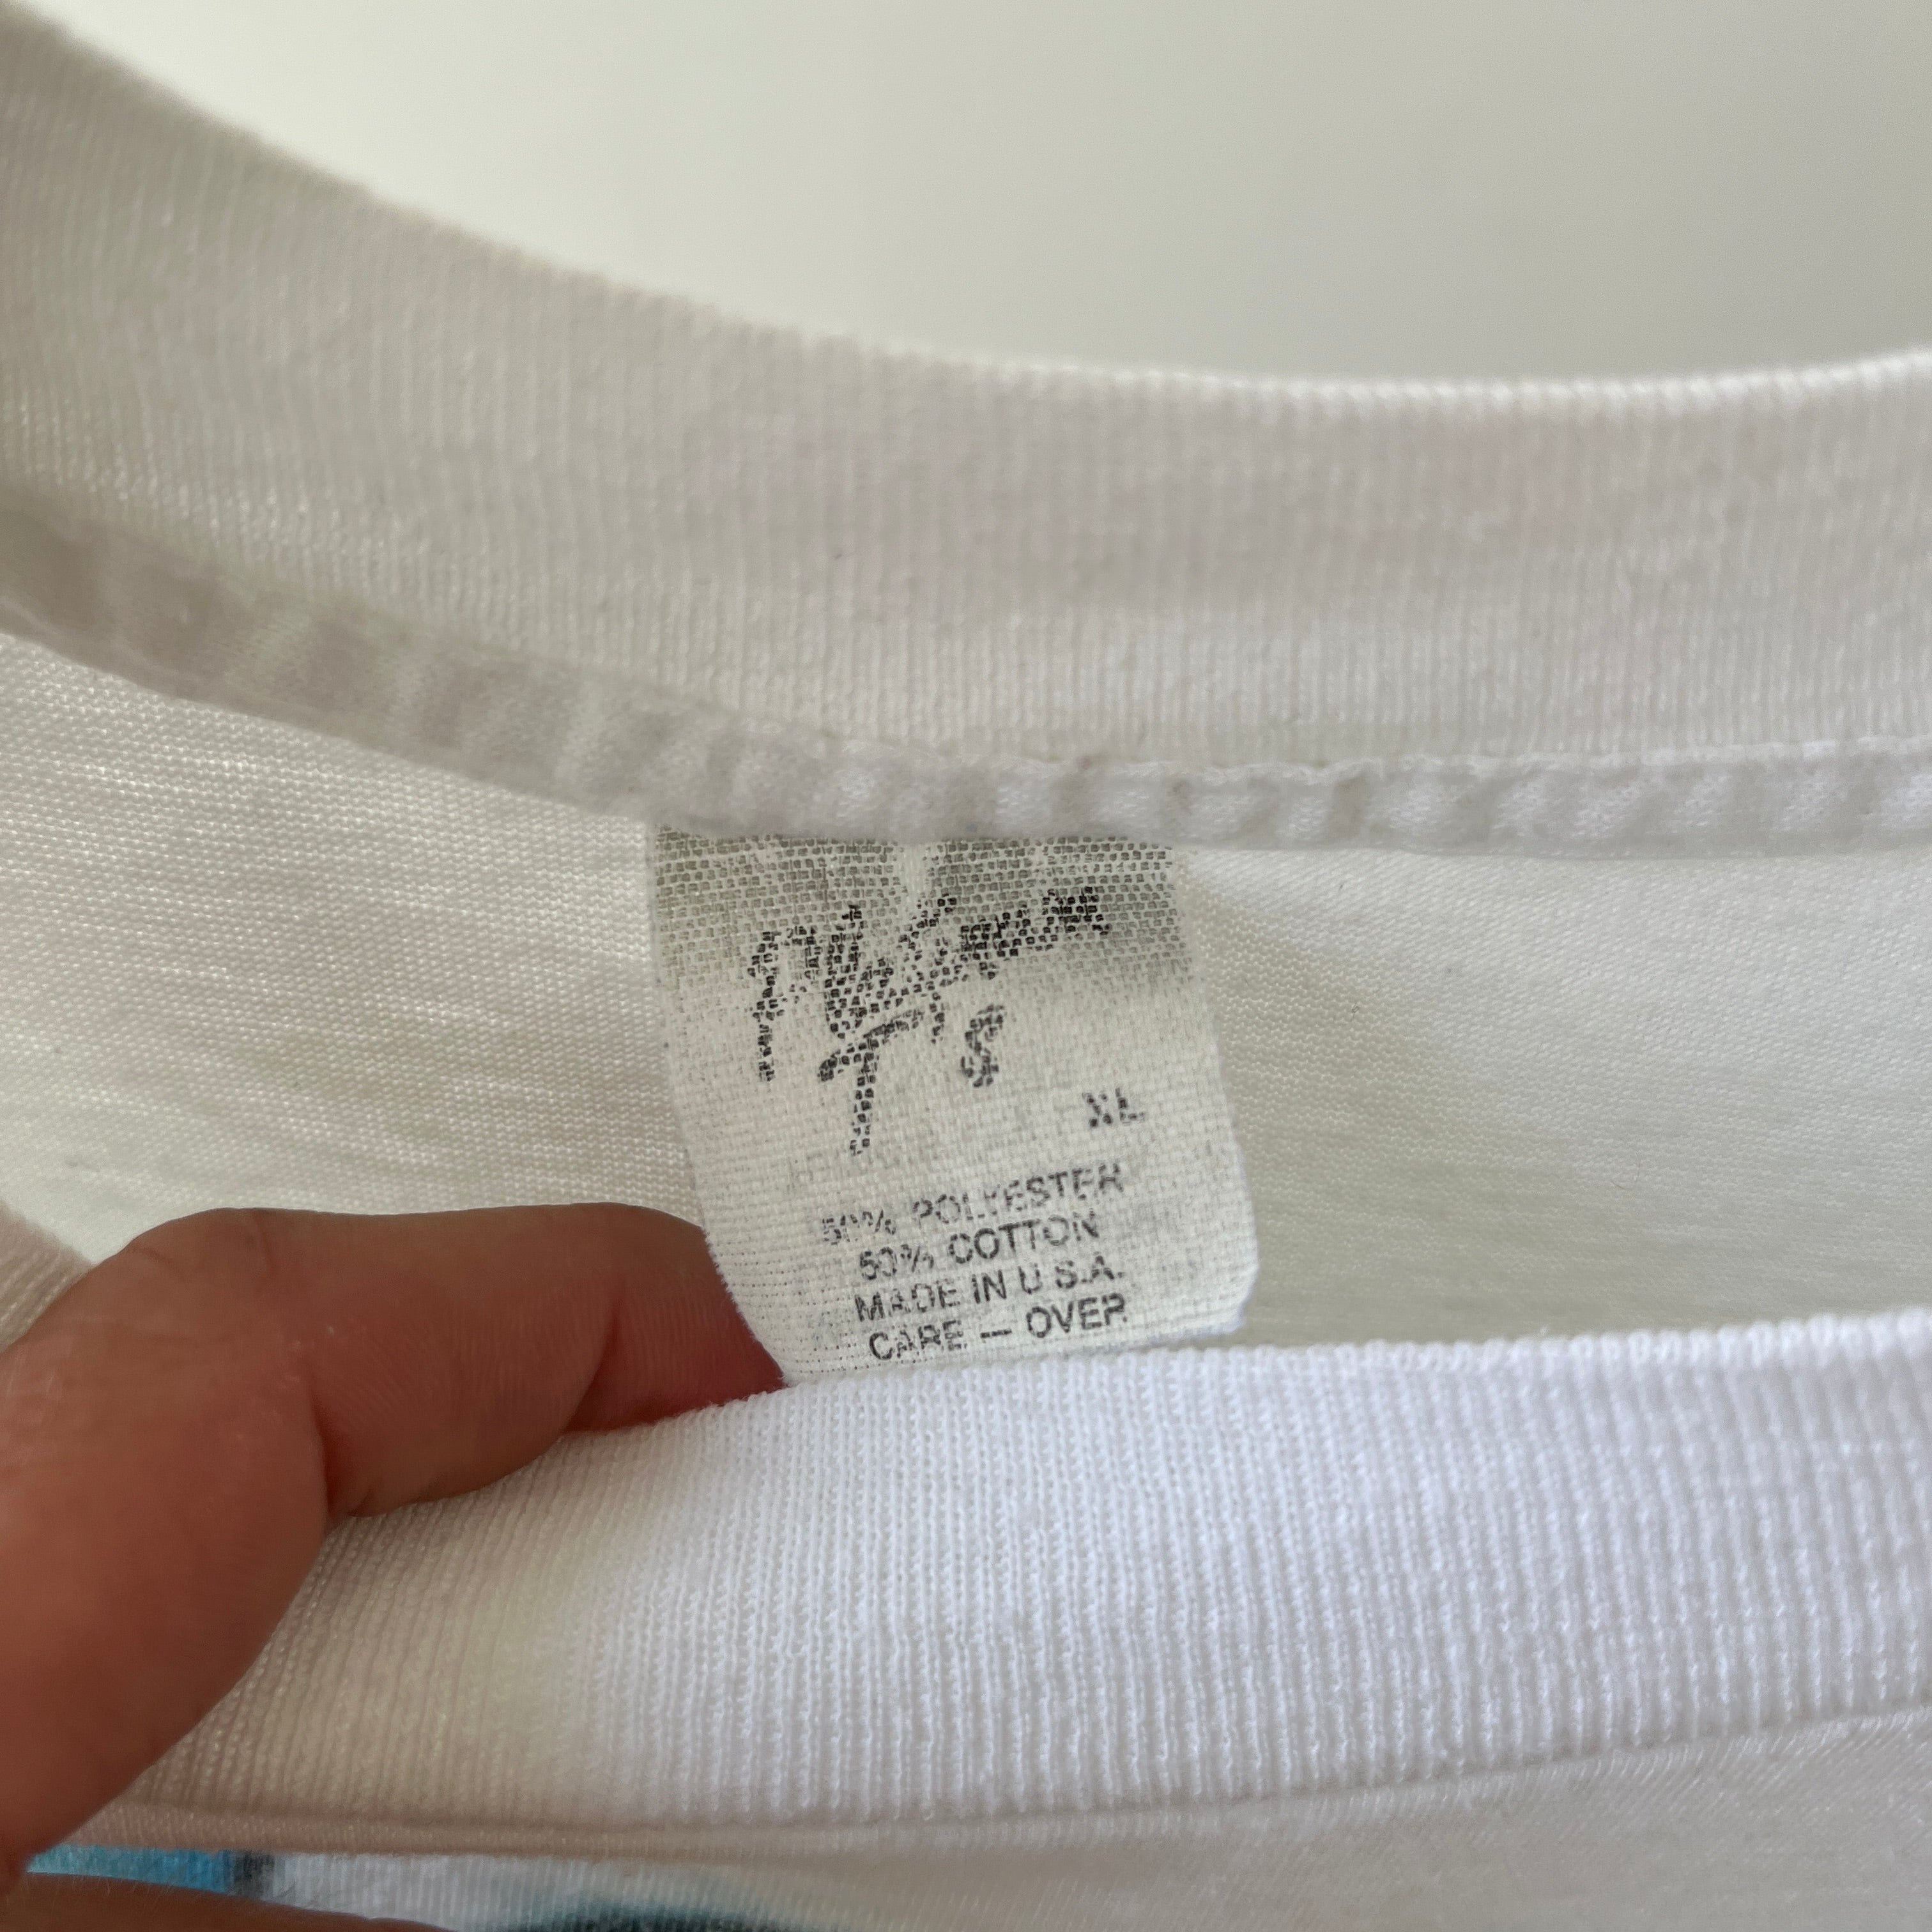 T's
XL
50% POLYESTER
50% COTTON
MADE IN U.S.A.
CARE — OVER